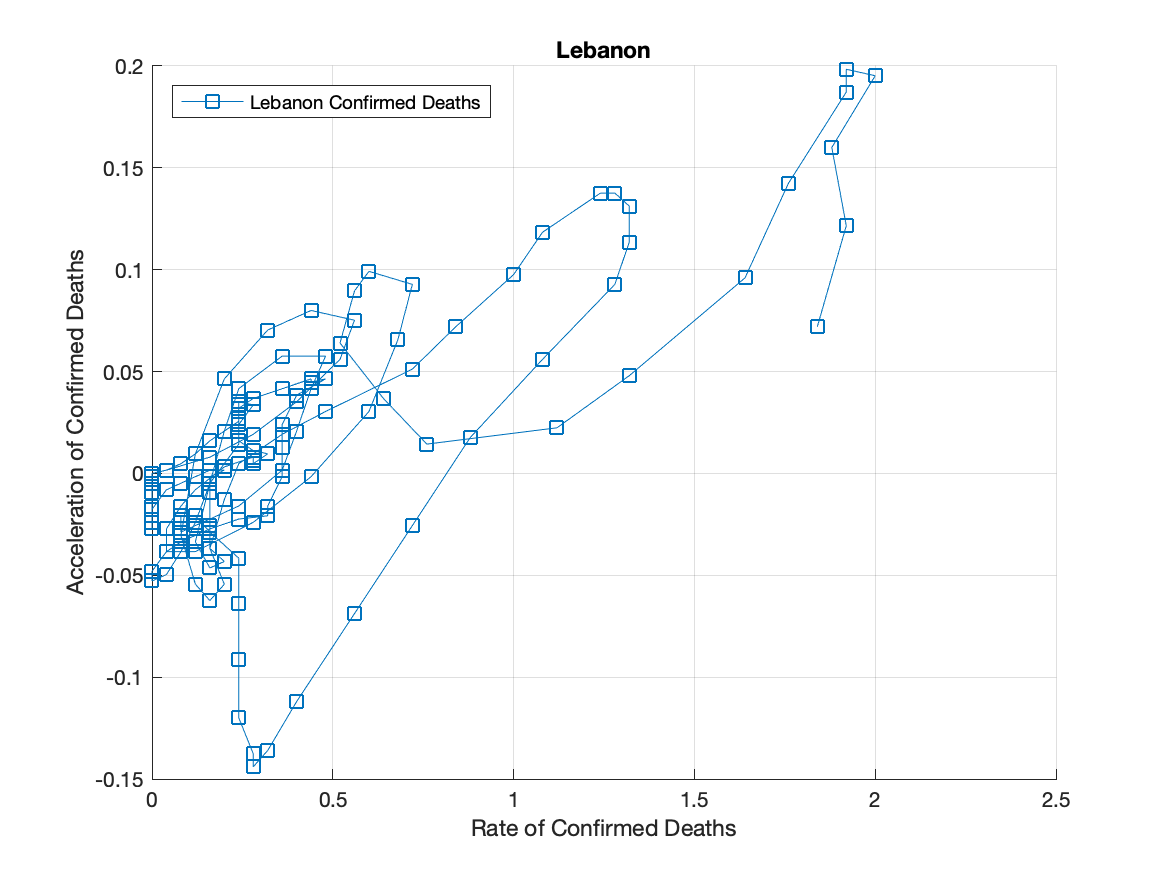 Lebanon
Lebanon Confirmed Deaths
Acceleration of Confirmed Deaths
0.2
0.15
0.1
0.05
0
-0.05
-0.1
-0.15
0 0.5 1 1.5 2 2.5
Rate of Confirmed Deaths